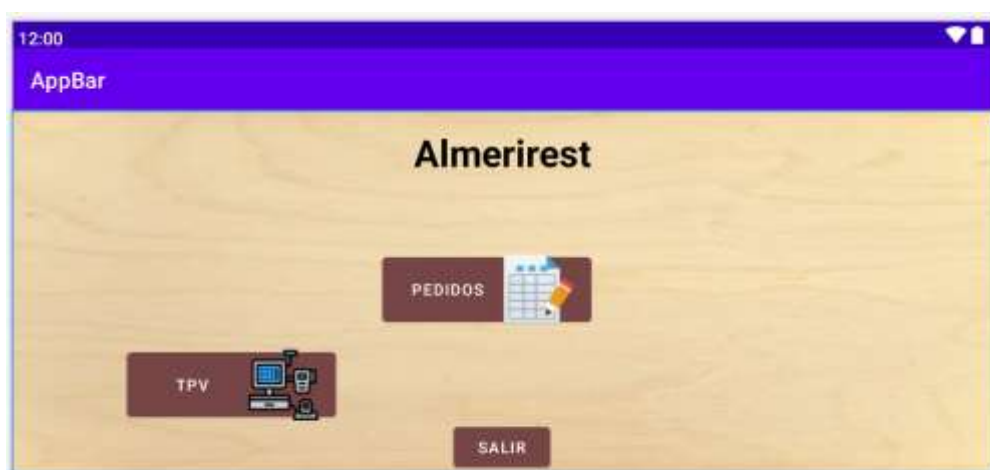 12:00
AppBar
Almerirest
PEDIDOS
TPV
SALIR